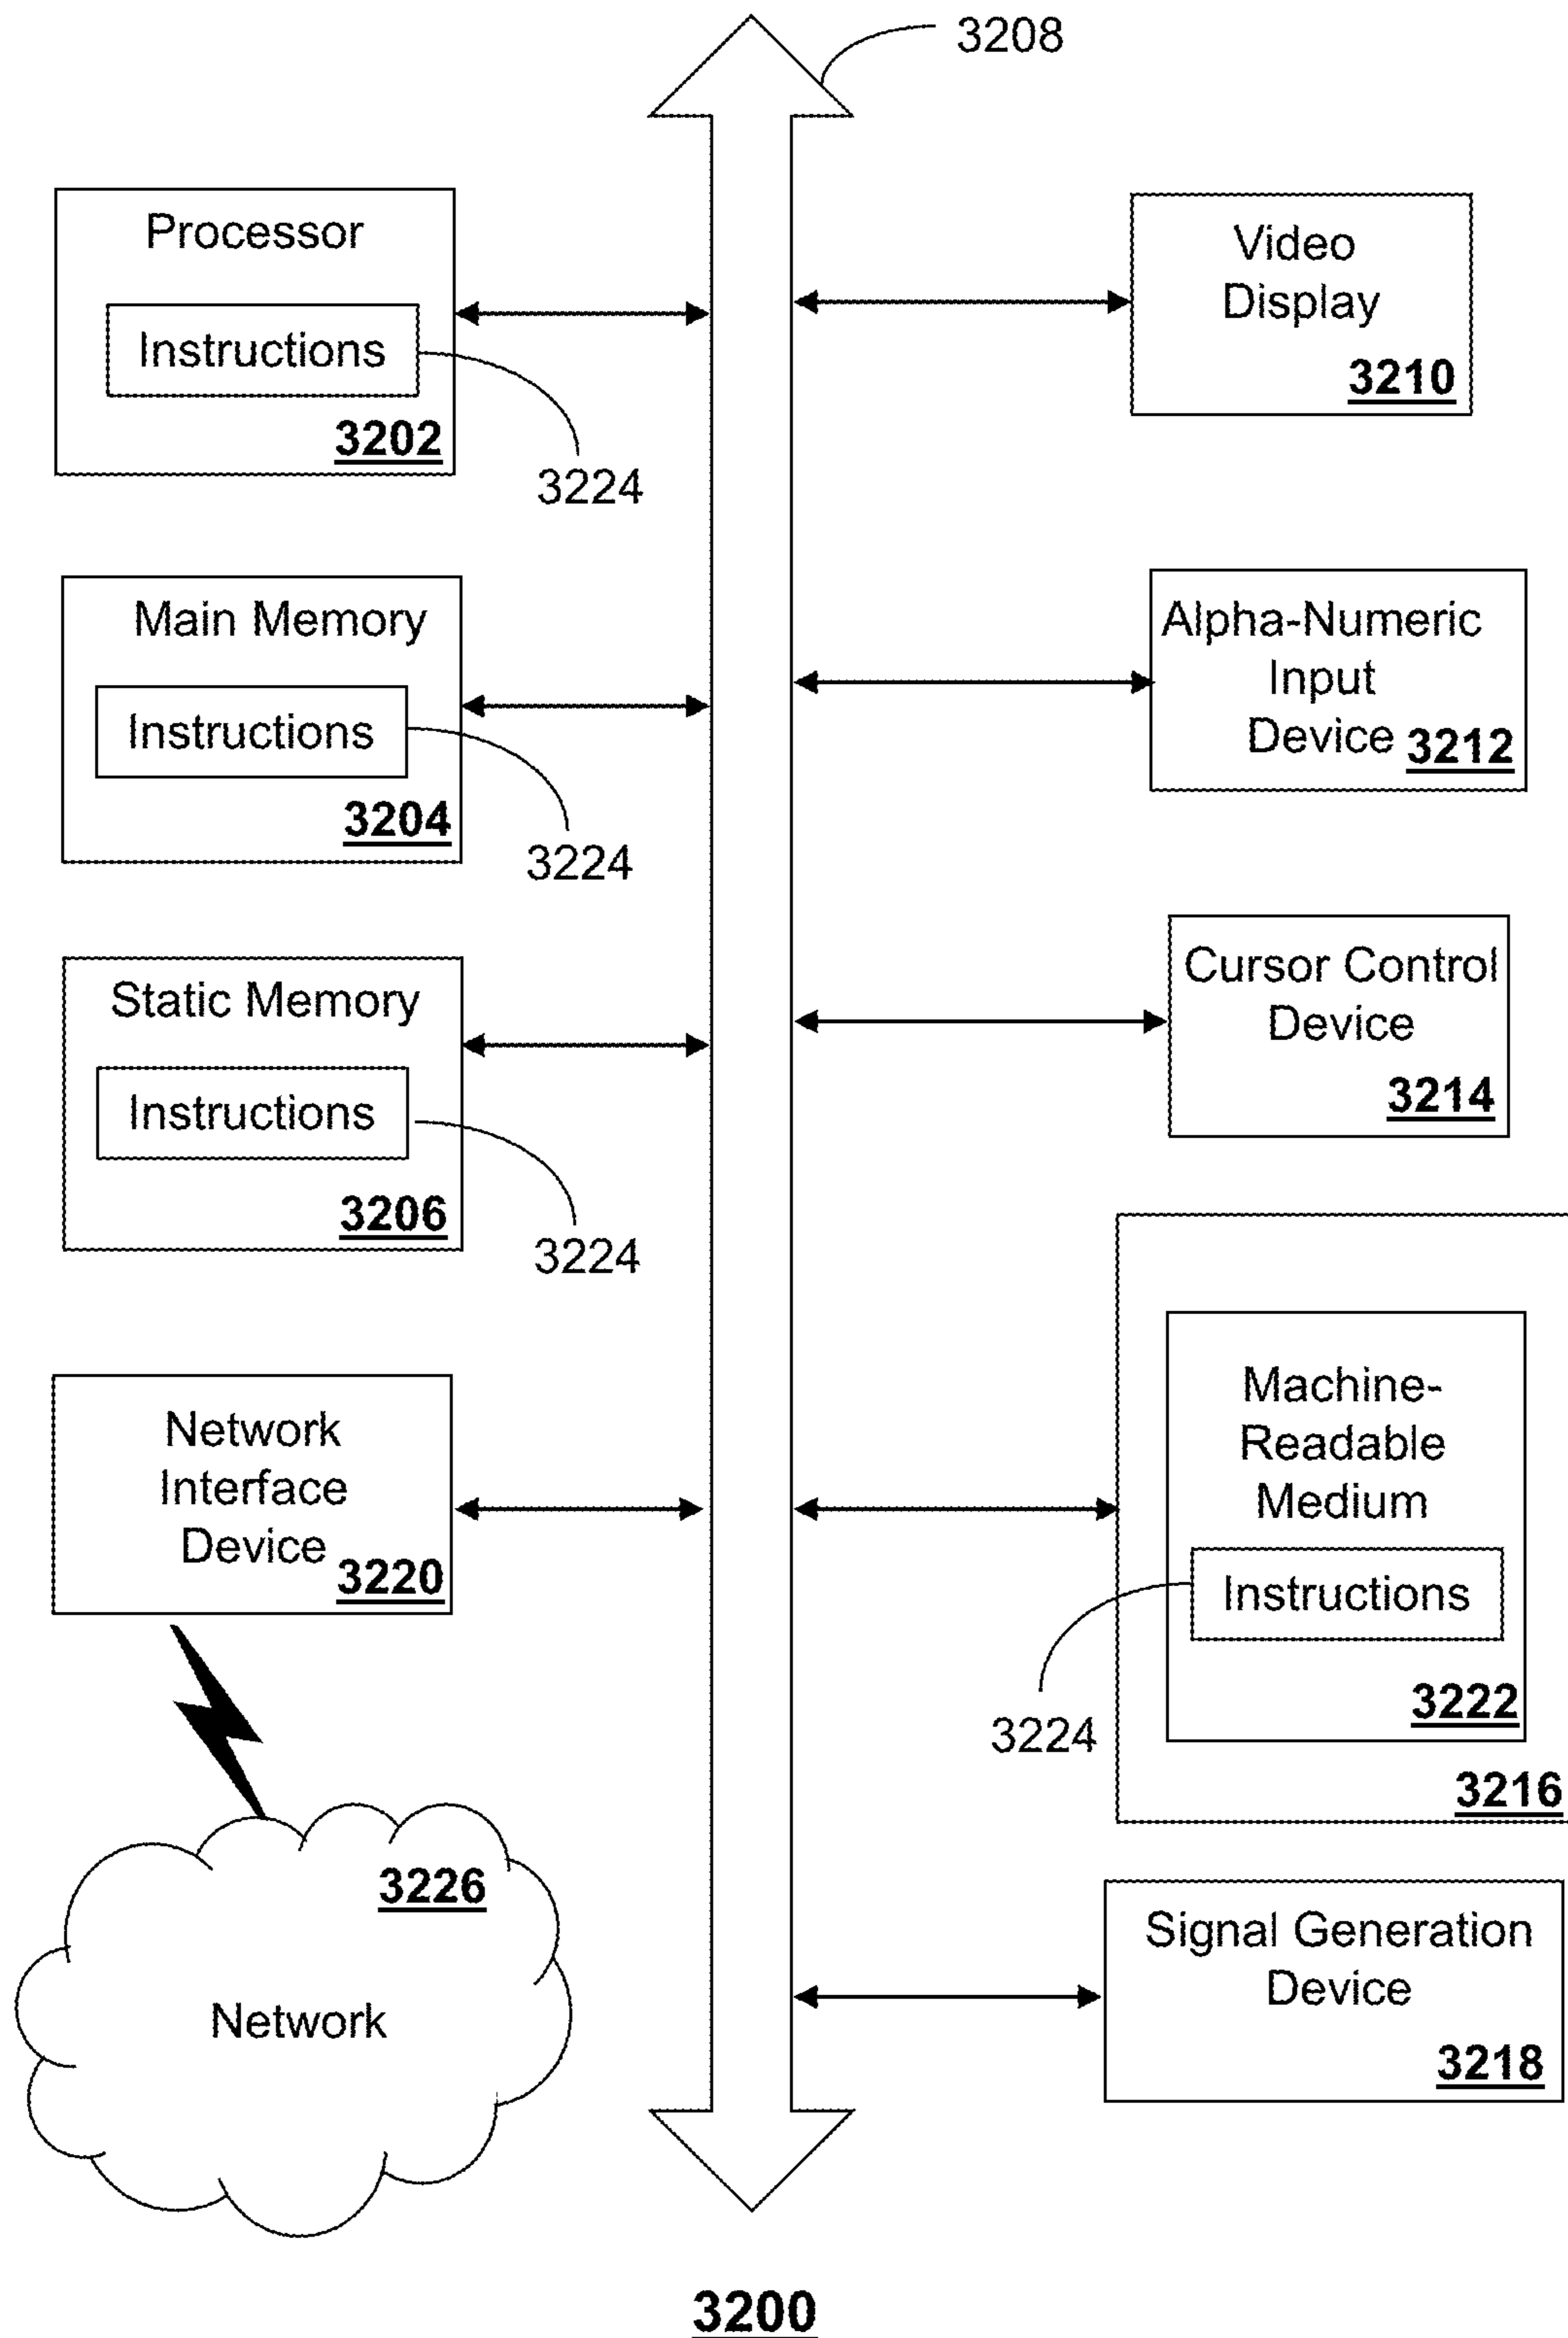 3208
Processor
Instructions
3202
3224
Video
Display
3210
Main Memory
Instructions
3204
3224
Alpha-Numeric
Input
Device 3212
Static Memory
Instructions
3206
3224
Cursor Control
Device
3214
Network
Interface
Device 3220
Machine-
Readable
Medium
Instructions
3222
3224
3216
3226
Network
Signal Generation
Device
3218
3200